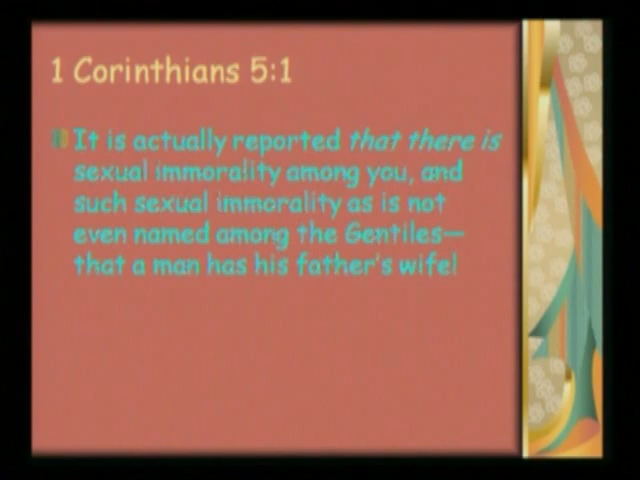 1 Corinthians 5:1
It is actually reported that there is
sexual immorality among you, and
such sexual immorality as is not
even named among the Gentiles—
that a man has his father's wife!